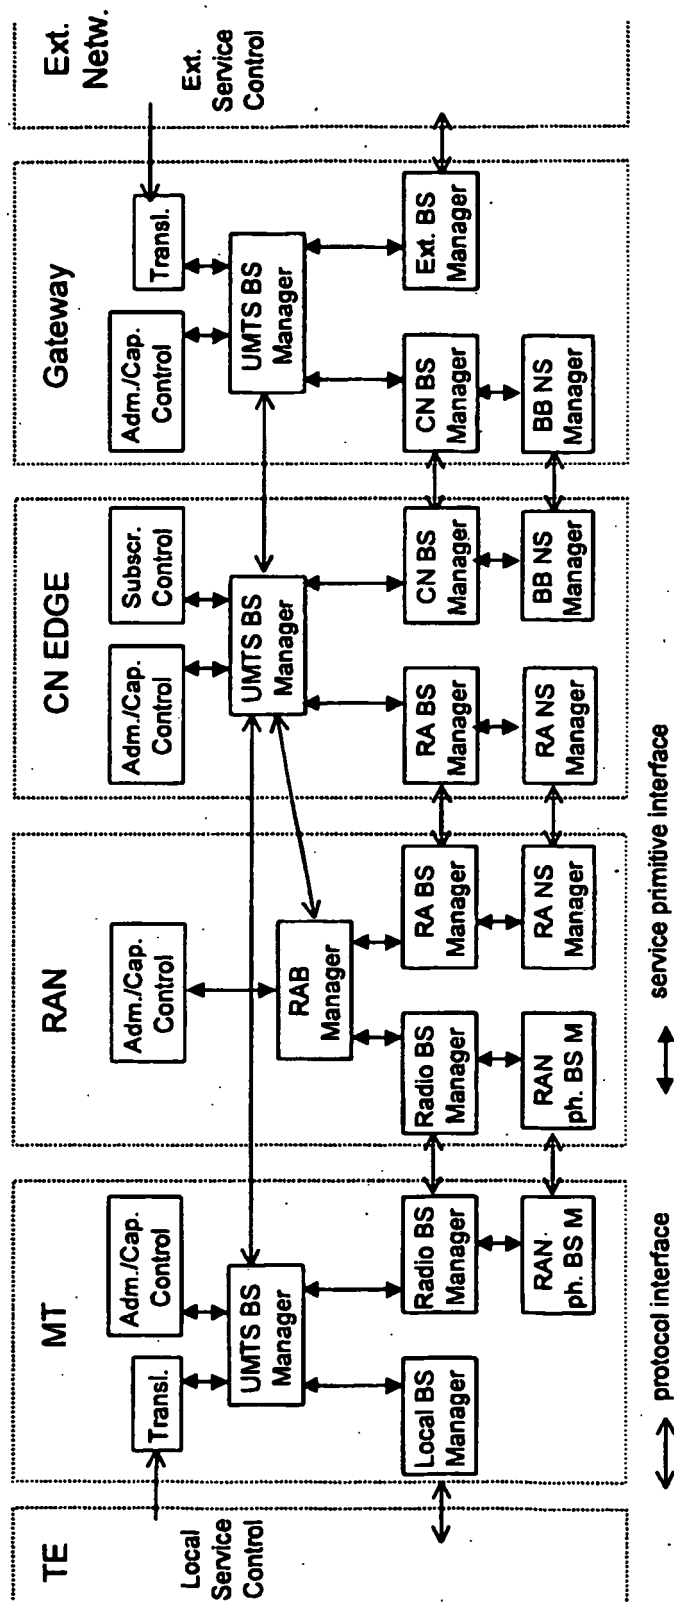 TE
Local
Service
Control
MT
Transl.
Adm./Cap.
Control
UMTS BS
Manager
Local BS
Manager
Radio BS
Manager
RAN
ph. BS M
RAN
Adm./Cap.
Control
RAB
Manager
Radio BS
Manager
RA BS
Manager
RAN
ph. BS M
RA NS
Manager
CN EDGE
Adm./Cap.
Control
Subscr.
Control
UMTS BS
Manager
RA BS
Manager
CN BS
Manager
RA NS
Manager
BB NS
Manager
Gateway
Adm./Cap.
Control
Transl.
UMTS BS
Manager
CN BS
Manager
Ext. BS
Manager
BB NS
Manager
Ext.
Netw.
Ext.
Service
Control
protocol interface
service primitive interface